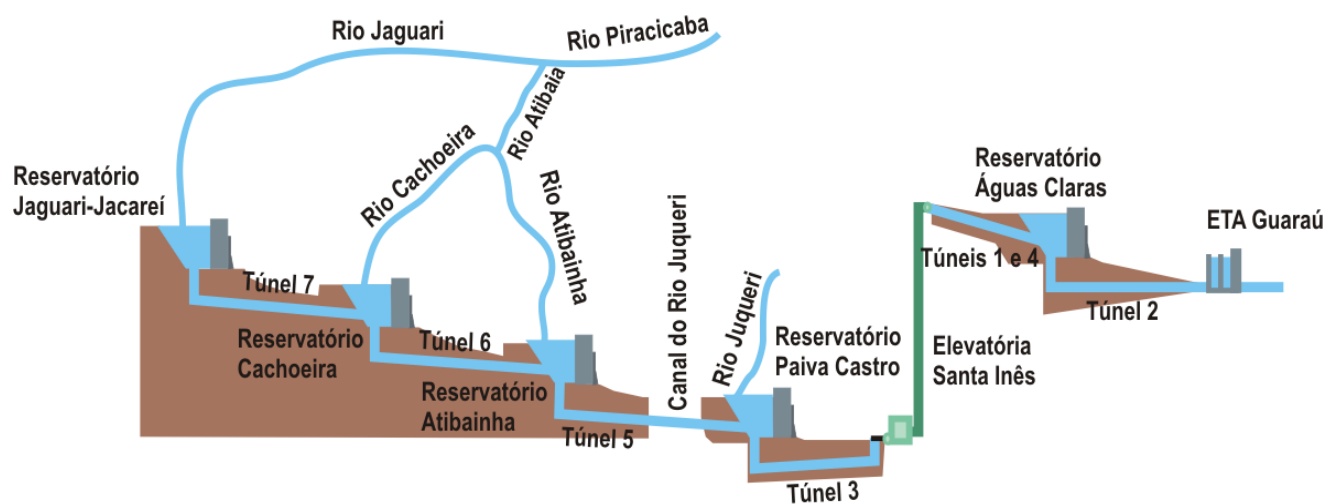 Rio Jaguari
Rio Piracicaba
Rio Atibaia
Rio Cachoeira
Rio Atibainha
Reservatório
Jaguari-Jacareí
Túnel 7
Reservatório
Cachoeira
Túnel 6
Reservatório
Atibainha
Túnel 5
Canal do Rio Juqueri
Rio Juqueri
Reservatório
Paiva Castro
Túnel 3
Elevatória
Santa Inês
Reservatório
Águas Claras
Túneis 1 e 4
Túnel 2
ETA Guaraú